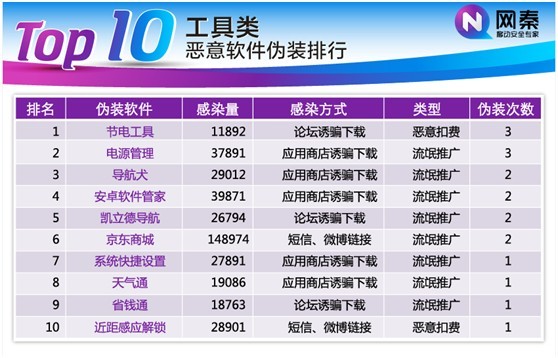 Top 10
工具类
恶意软件伪装排行
N 网秦
移动安全专家
排名 伪装软件 感染量 感染方式 类型 伪装次数
1 节电工具 11892 论坛诱骗下载 恶意扣费 3
2 电源管理 37891 应用商店诱骗下载 流氓推广 3
3 导航犬 29012 应用商店诱骗下载 流氓推广 2
4 安卓软件管家 39871 应用商店诱骗下载 流氓推广 2
5 凯立德导航 26794 论坛诱骗下载 流氓推广 2
6 京东商城 148974 短信、微博链接 流氓推广 2
7 系统快捷设置 27891 应用商店诱骗下载 流氓推广 1
8 天气通 19086 应用商店诱骗下载 流氓推广 1
9 省钱通 18763 论坛诱骗下载 流氓推广 1
10 近距感应解锁 28901 短信、微博链接 恶意扣费 1